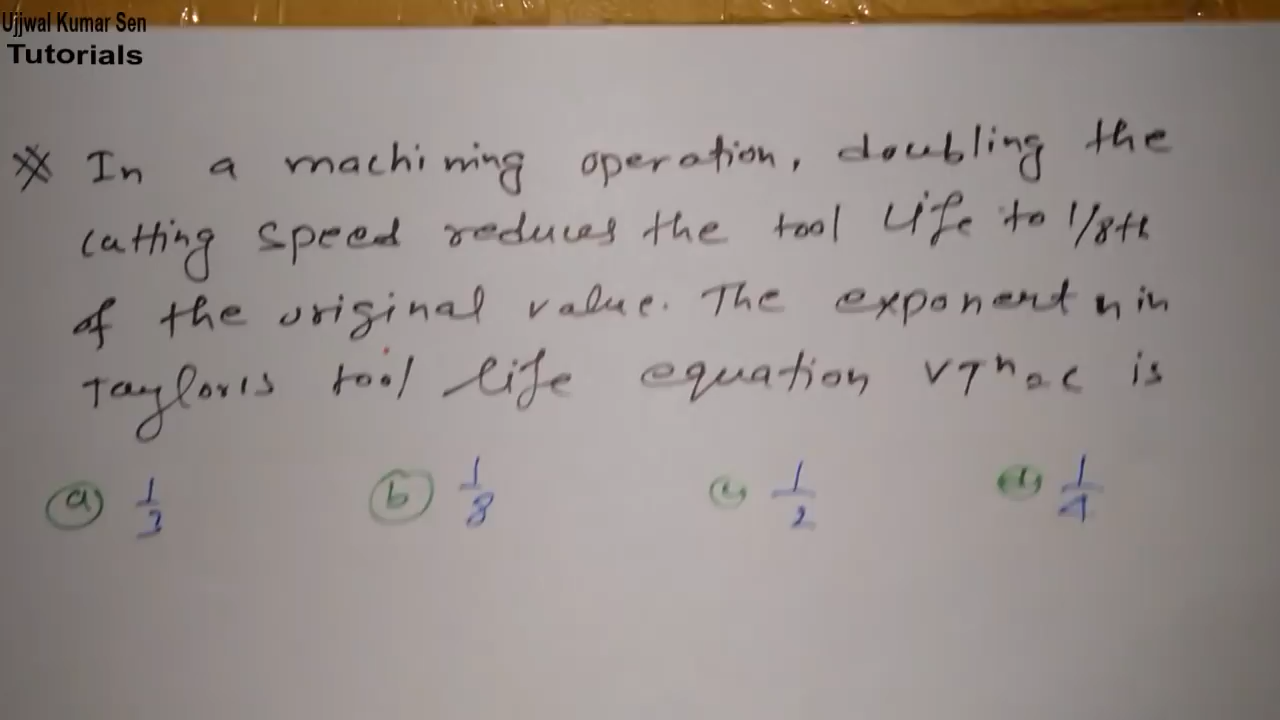 Ujjwal Kumar Sen
Tutorials
※ In a machining operation, doubling the
cutting speed reduces the tool life to 1/8th
of the original value. The exponent n in
Taylor's tool life equation VTⁿ = C is
(a) 1/3 (b) 1/8 (c) 1/2 (d) 1/4